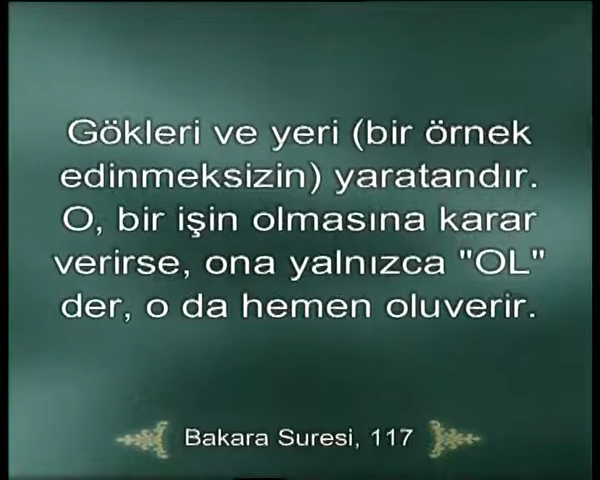 Gökleri ve yeri (bir örnek
edinmeksizin) yaratandır.
O, bir işin olmasına karar
verirse, ona yalnızca "OL"
der, o da hemen oluverir.
Bakara Suresi, 117